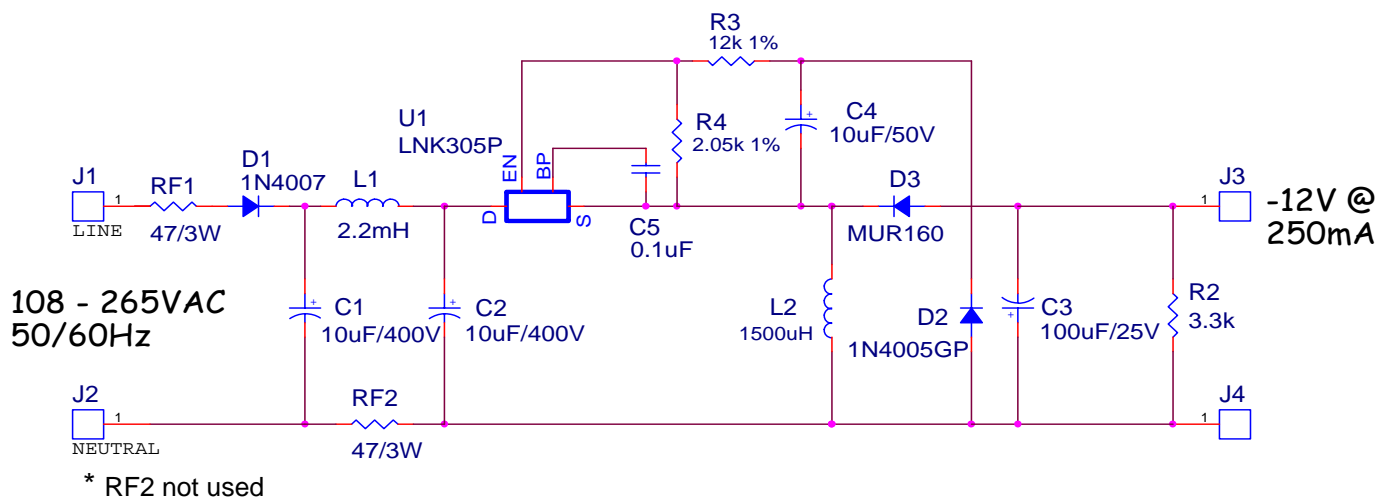 R3
12k 1%
U1
LNK305P
EN
BP
R4
2.05k 1%
C4
10uF/50V
J1
1
LINE
RF1
47/3W
D1
1N4007
L1
2.2mH
D
S
C5
0.1uF
D3
MUR160
J3
1
-12V @
250mA
108 - 265VAC
50/60Hz
C1
10uF/400V
C2
10uF/400V
L2
1500uH
D2
1N4005GP
C3
100uF/25V
R2
3.3k
J2
1
NEUTRAL
RF2
47/3W
J4
1
* RF2 not used